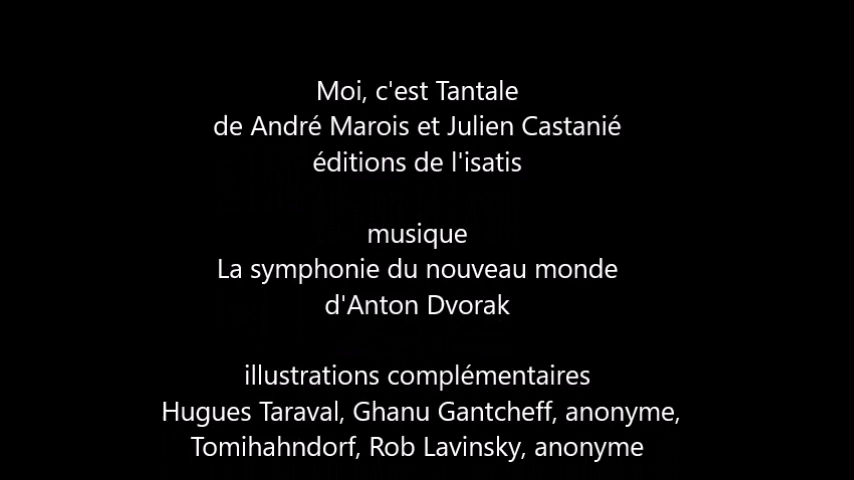 Moi, c'est Tantale
de André Marois et Julien Castanié
éditions de l'isatis
musique
La symphonie du nouveau monde
d'Anton Dvorak
illustrations complémentaires
Hugues Taraval, Ghanu Gantcheff, anonyme,
Tomihahndorf, Rob Lavinsky, anonyme